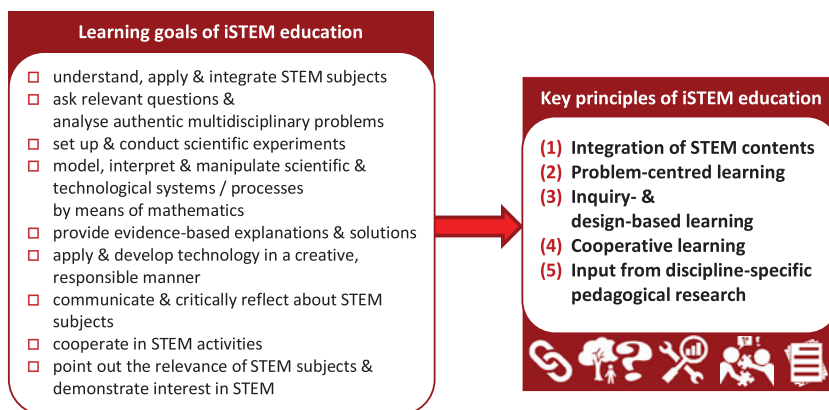 Learning goals of iSTEM education
understand, apply & integrate STEM subjects
ask relevant questions &
analyse authentic multidisciplinary problems
set up & conduct scientific experiments
model, interpret & manipulate scientific &
technological systems / processes
by means of mathematics
provide evidence-based explanations & solutions
apply & develop technology in a creative,
responsible manner
communicate & critically reflect about STEM
subjects
cooperate in STEM activities
point out the relevance of STEM subjects &
demonstrate interest in STEM
Key principles of iSTEM education
(1) Integration of STEM contents
(2) Problem-centred learning
(3) Inquiry- &
design-based learning
(4) Cooperative learning
(5) Input from discipline-specific
pedagogical research